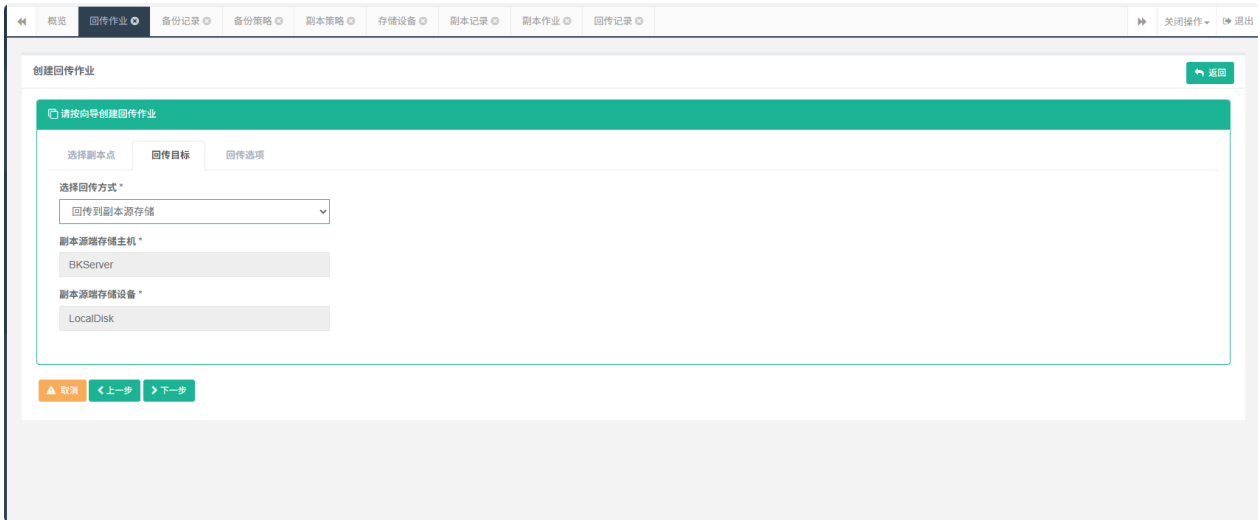 概览 回传作业 备份记录 备份策略 副本策略 存储设备 副本记录 副本作业 回传记录 关闭操作 退出
创建回传作业 返回
请按向导创建回传作业
选择副本点 回传目标 回传选项
选择回传方式 *
回传到副本源存储
副本源端存储主机 *
BKServer
副本源端存储设备 *
LocalDisk
取消 上一步 下一步